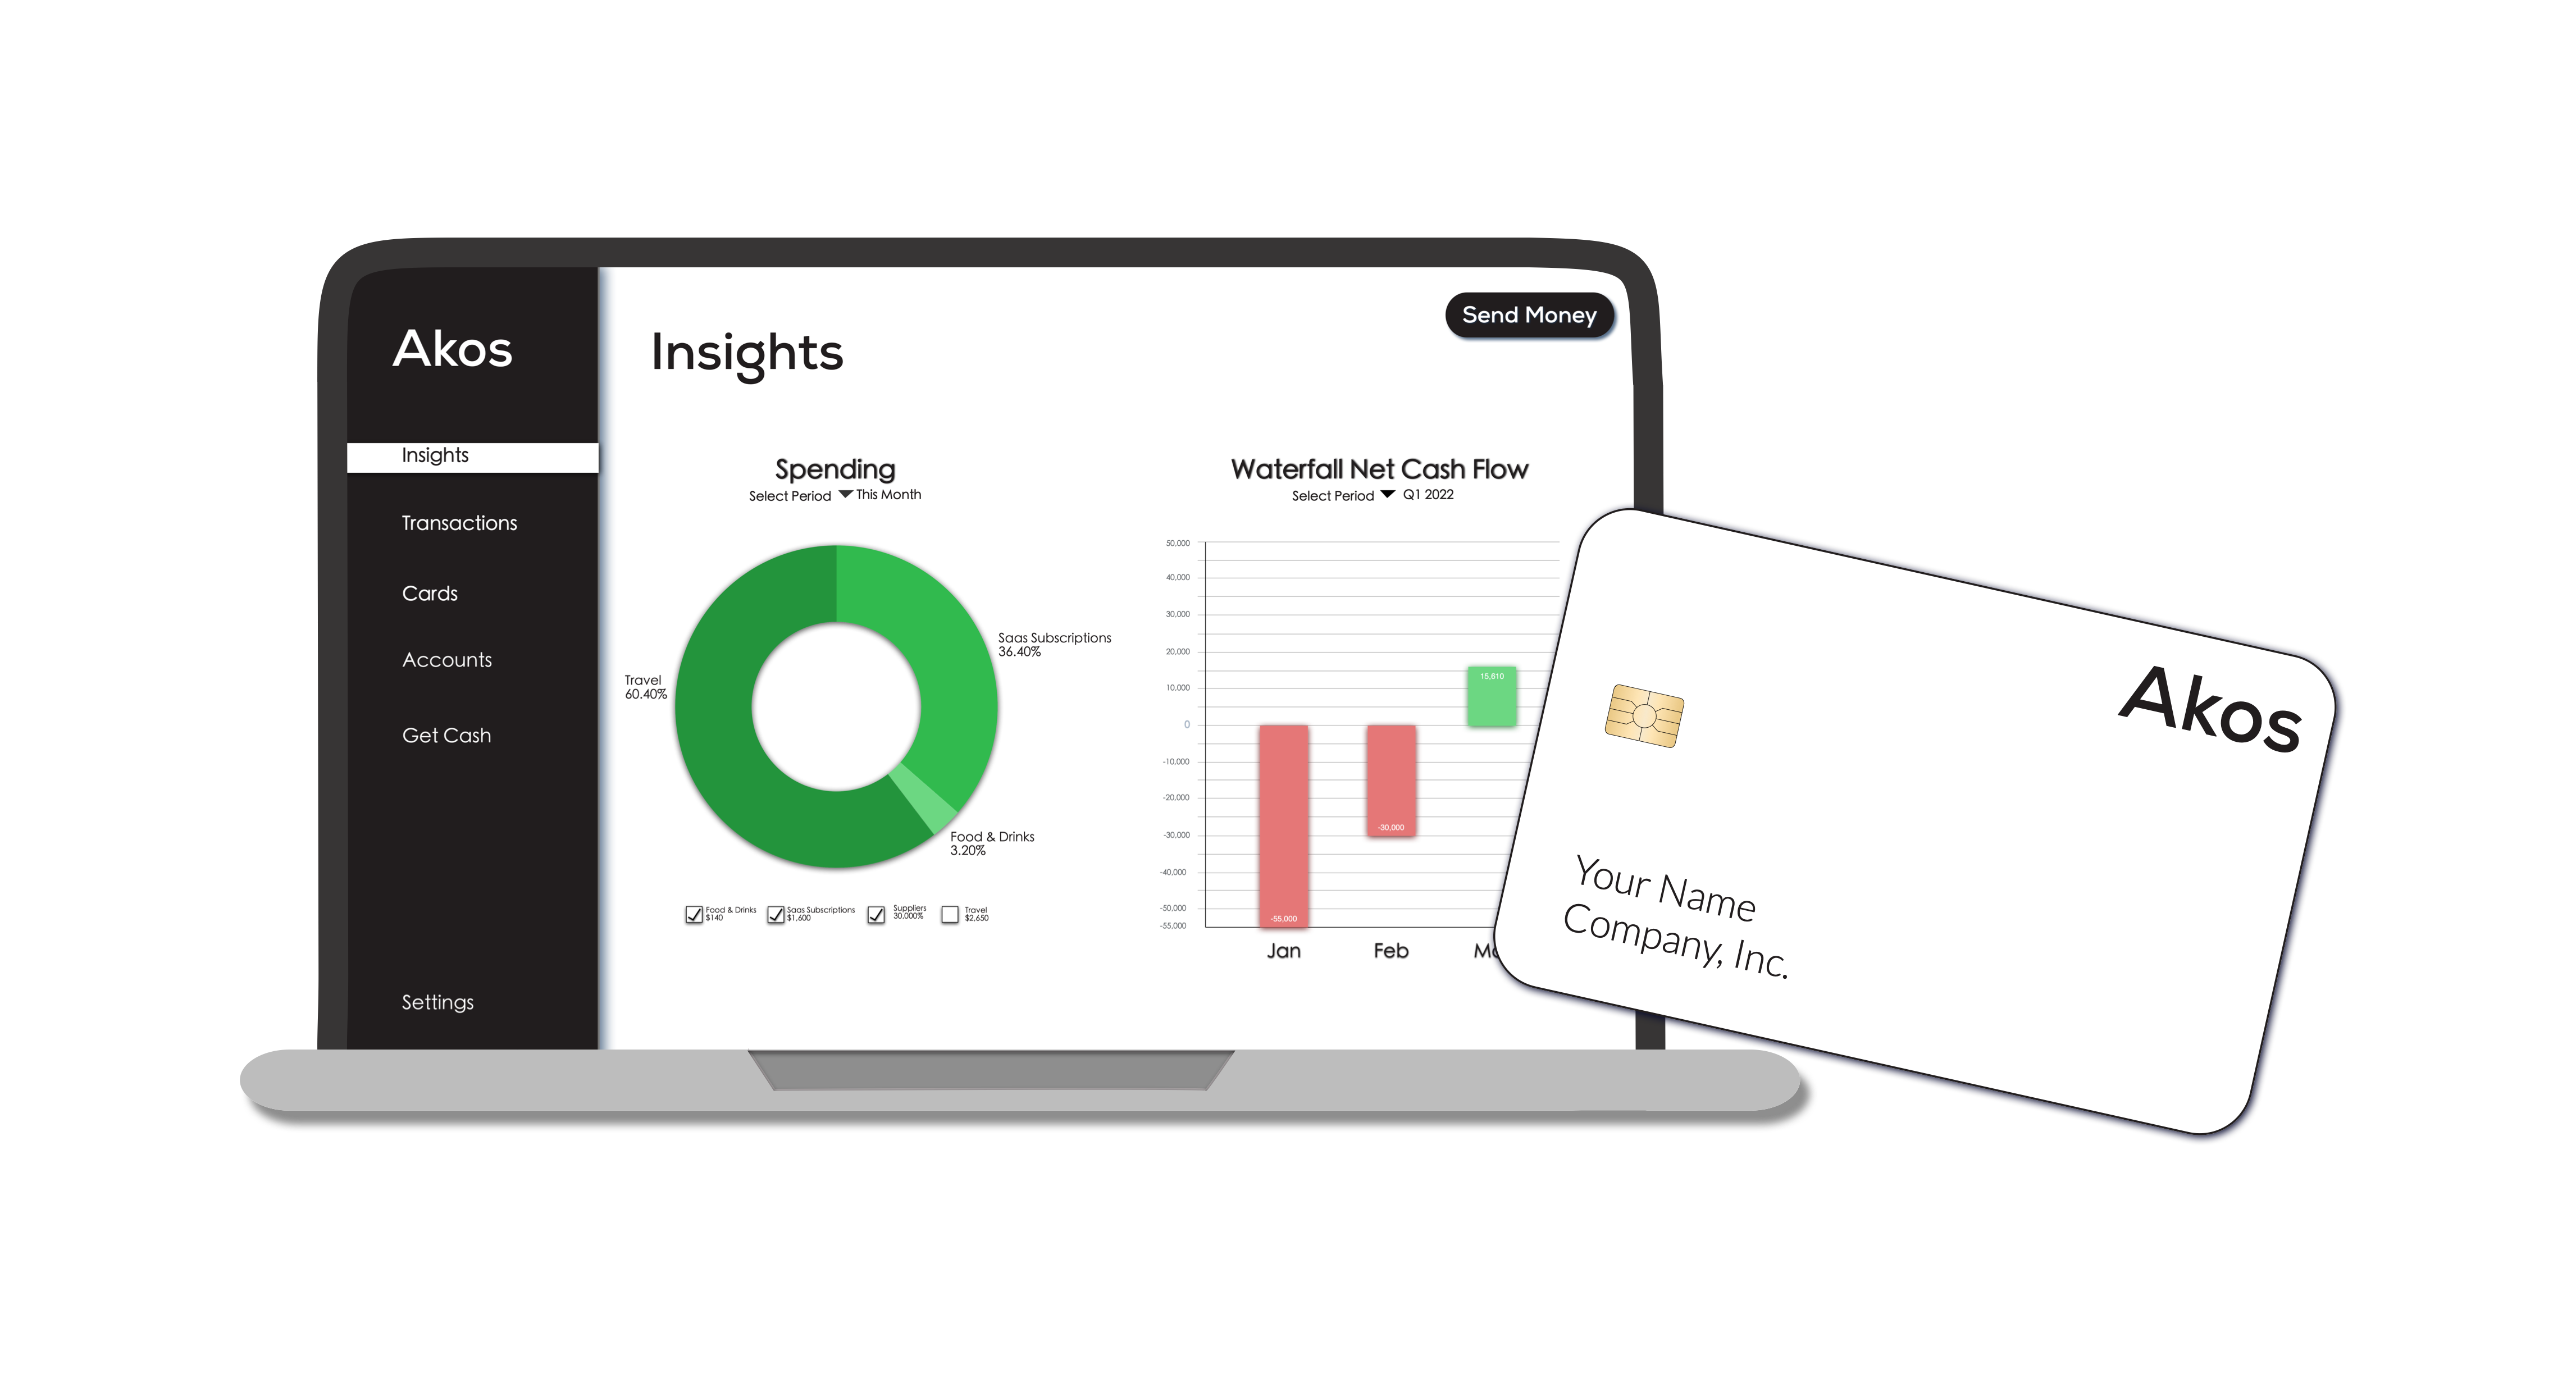 Akos
Insights
Transactions
Cards
Accounts
Get Cash
Settings
Insights
Send Money
Spending
Select Period This Month
Saas Subscriptions
36.40%
Travel
60.40%
Food & Drinks
3.20%
Food & Drinks
$140
Saas Subscriptions
$1,600
Suppliers
30,000%
Travel
$2,650
Waterfall Net Cash Flow
Select Period Q1 2022
50,000
40,000
30,000
20,000
10,000
0
-10,000
-20,000
-30,000
-40,000
-50,000
-55,000
15,610
-30,000
-55,000
Jan Feb
Akos
Your Name
Company, Inc.